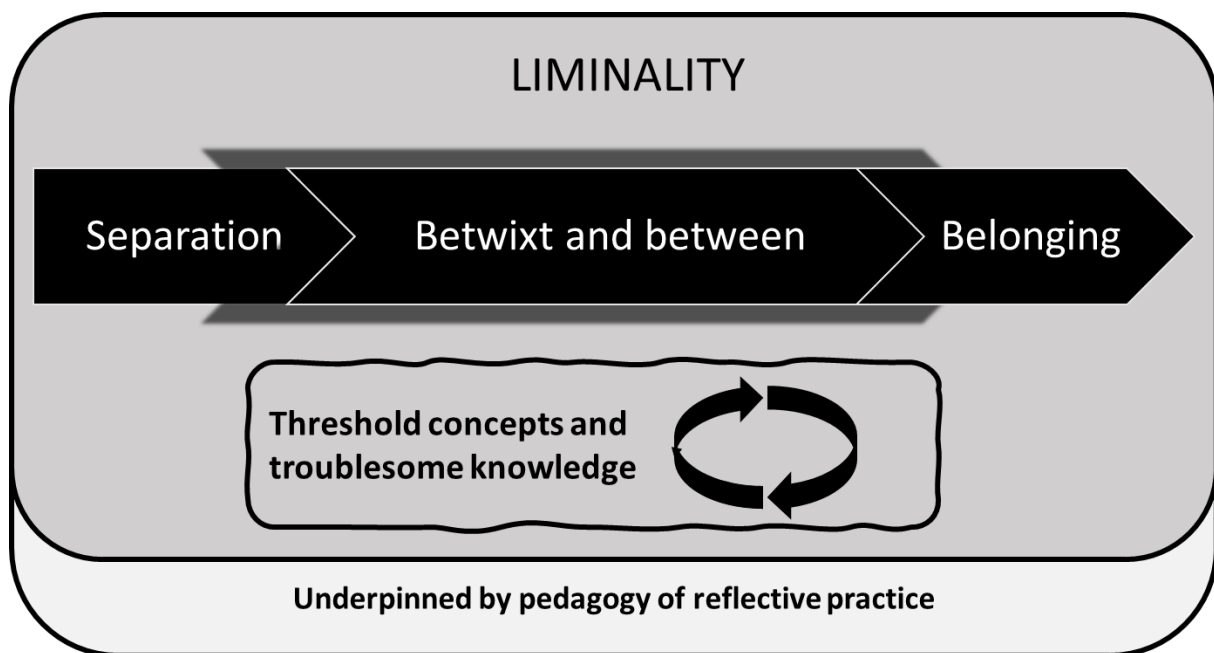 LIMINALITY
Separation
Betwixt and between
Belonging
Threshold concepts and
troublesome knowledge
Underpinned by pedagogy of reflective practice